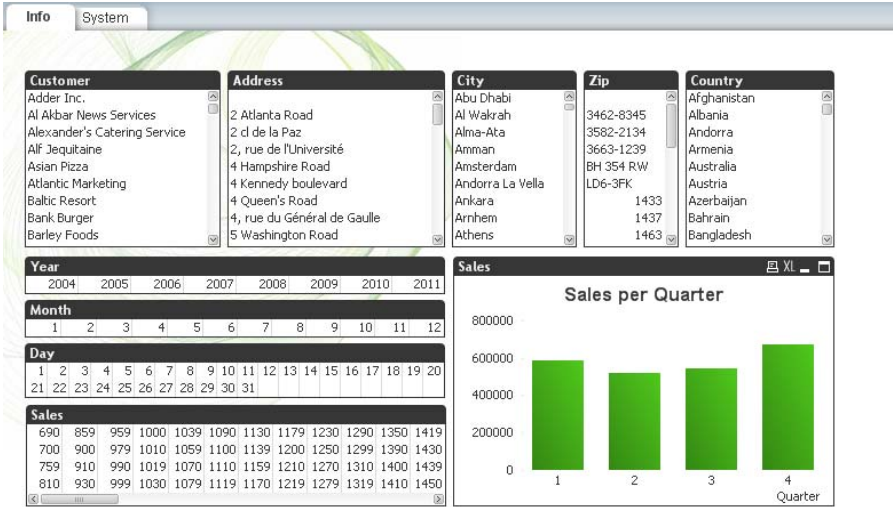 Info System
Customer
Adder Inc.
Al Akbar News Services
Alexander's Catering Service
Alf Jequitaine
Asian Pizza
Atlantic Marketing
Baltic Resort
Bank Burger
Barley Foods
Address
2 Atlanta Road
2 cl de la Paz
2, rue de l'Université
4 Hampshire Road
4 Kennedy boulevard
4 Queen's Road
4, rue du Général de Gaulle
5 Washington Road
City
Abu Dhabi
Al Wakrah
Alma-Ata
Amman
Amsterdam
Andorra La Vella
Ankara
Arnhem
Athens
Zip
3462-8345
3582-2134
3663-1239
BH 354 RW
LD6-3FK
1433
1437
1463
Country
Afghanistan
Albania
Andorra
Armenia
Australia
Austria
Azerbaijan
Bahrain
Bangladesh
Year
2004 2005 2006 2007 2008 2009 2010 2011
Month
1 2 3 4 5 6 7 8 9 10 11 12
Day
1 2 3 4 5 6 7 8 9 10 11 12 13 14 15 16 17 18 19 20
21 22 23 24 25 26 27 28 29 30 31
Sales
690 859 959 1000 1039 1090 1130 1179 1230 1290 1350 1419
700 900 979 1010 1059 1100 1139 1200 1250 1299 1390 1430
759 910 990 1019 1070 1110 1159 1210 1270 1310 1400 1439
810 930 999 1030 1079 1119 1170 1219 1279 1319 1410 1450
Sales XL
Sales per Quarter
800000
600000
400000
200000
0
1 2 3 4
Quarter